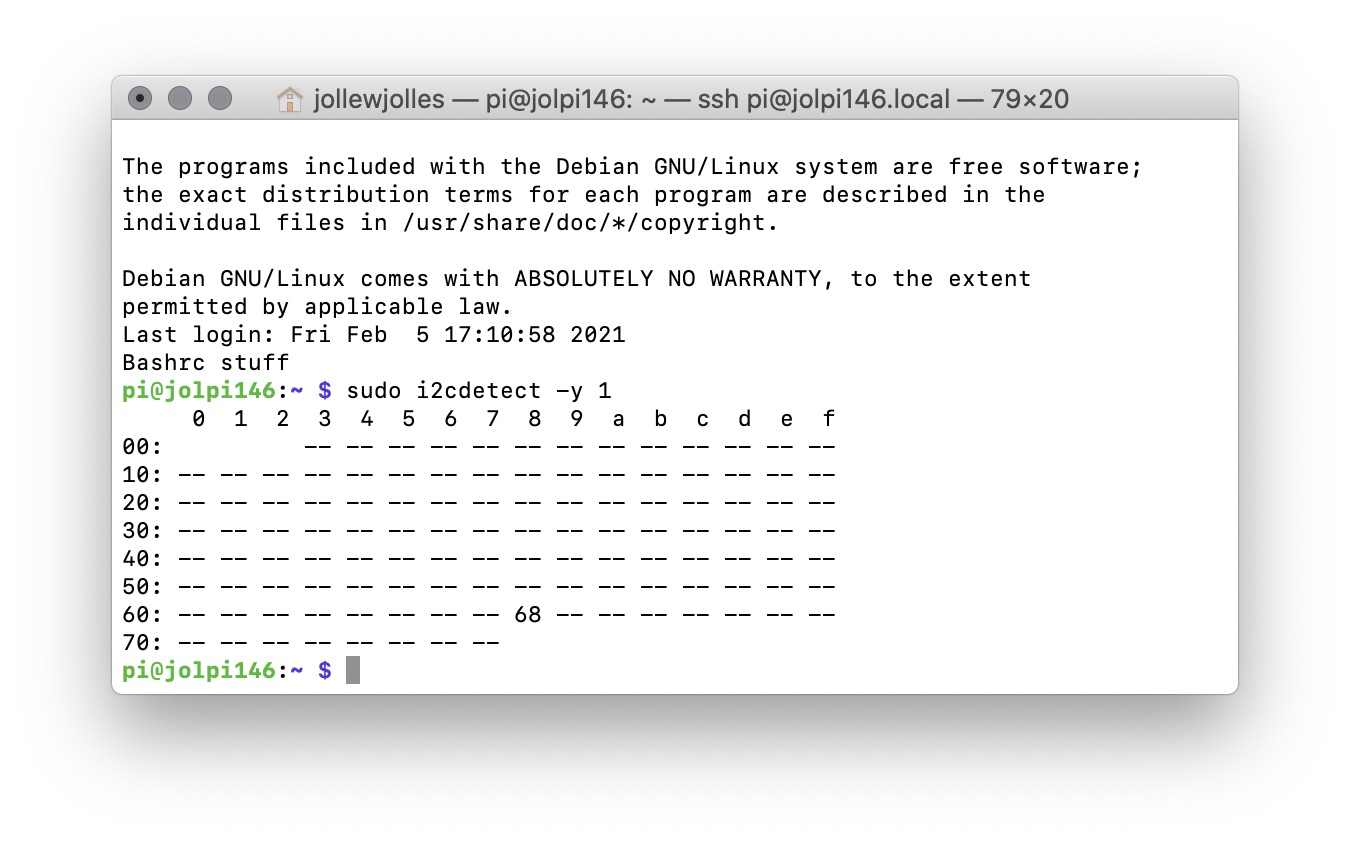 jollewjolles — pi@jolpi146: ~ — ssh pi@jolpi146.local — 79×20
The programs included with the Debian GNU/Linux system are free software;
the exact distribution terms for each program are described in the
individual files in /usr/share/doc/*/copyright.
Debian GNU/Linux comes with ABSOLUTELY NO WARRANTY, to the extent
permitted by applicable law.
Last login: Fri Feb  5 17:10:58 2021
Bashrc stuff
pi@jolpi146:~ $ sudo i2cdetect -y 1
     0  1  2  3  4  5  6  7  8  9  a  b  c  d  e  f
00:          -- -- -- -- -- -- -- -- -- -- -- -- --
10: -- -- -- -- -- -- -- -- -- -- -- -- -- -- -- --
20: -- -- -- -- -- -- -- -- -- -- -- -- -- -- -- --
30: -- -- -- -- -- -- -- -- -- -- -- -- -- -- -- --
40: -- -- -- -- -- -- -- -- -- -- -- -- -- -- -- --
50: -- -- -- -- -- -- -- -- -- -- -- -- -- -- -- --
60: -- -- -- -- -- -- -- -- 68 -- -- -- -- -- -- --
70: -- -- -- -- -- -- -- --
pi@jolpi146:~ $